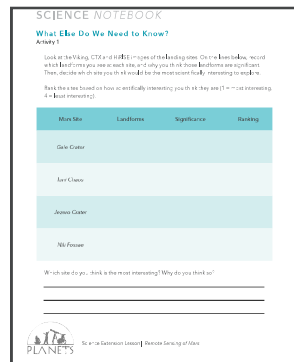 SCIENCE NOTEBOOK
What Else Do We Need to Know?
Activity 1
Look at the Viking, CTX and HiRISE images of the landing sites. On the lines below, record
which landforms you see at each site, and why you think those landforms are significant.
Then, decide which site you think would be the most scientifically interesting to explore.
Rank the sites based on how scientifically interesting you think they are (1 = most interesting,
4 = least interesting).
Mars Site Landforms Significance Ranking
Gale Crater
Iani Chaos
Jezero Crater
Nili Fossae
Which site do you think is the most interesting? Why do you think so?
PLANETS
Science Extension Lesson | Remote Sensing of Mars